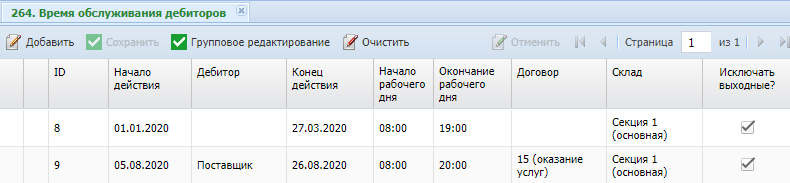 264. Время обслуживания дебиторов
Добавить Сохранить Групповое редактирование Очистить Отменить Страница 1 из 1
ID Начало действия Дебитор Конец действия Начало рабочего дня Окончание рабочего дня Договор Склад Исключать выходные?
8 01.01.2020 27.03.2020 08:00 19:00 Секция 1 (основная)
9 05.08.2020 Поставщик 26.08.2020 08:00 20:00 15 (оказание услуг) Секция 1 (основная)